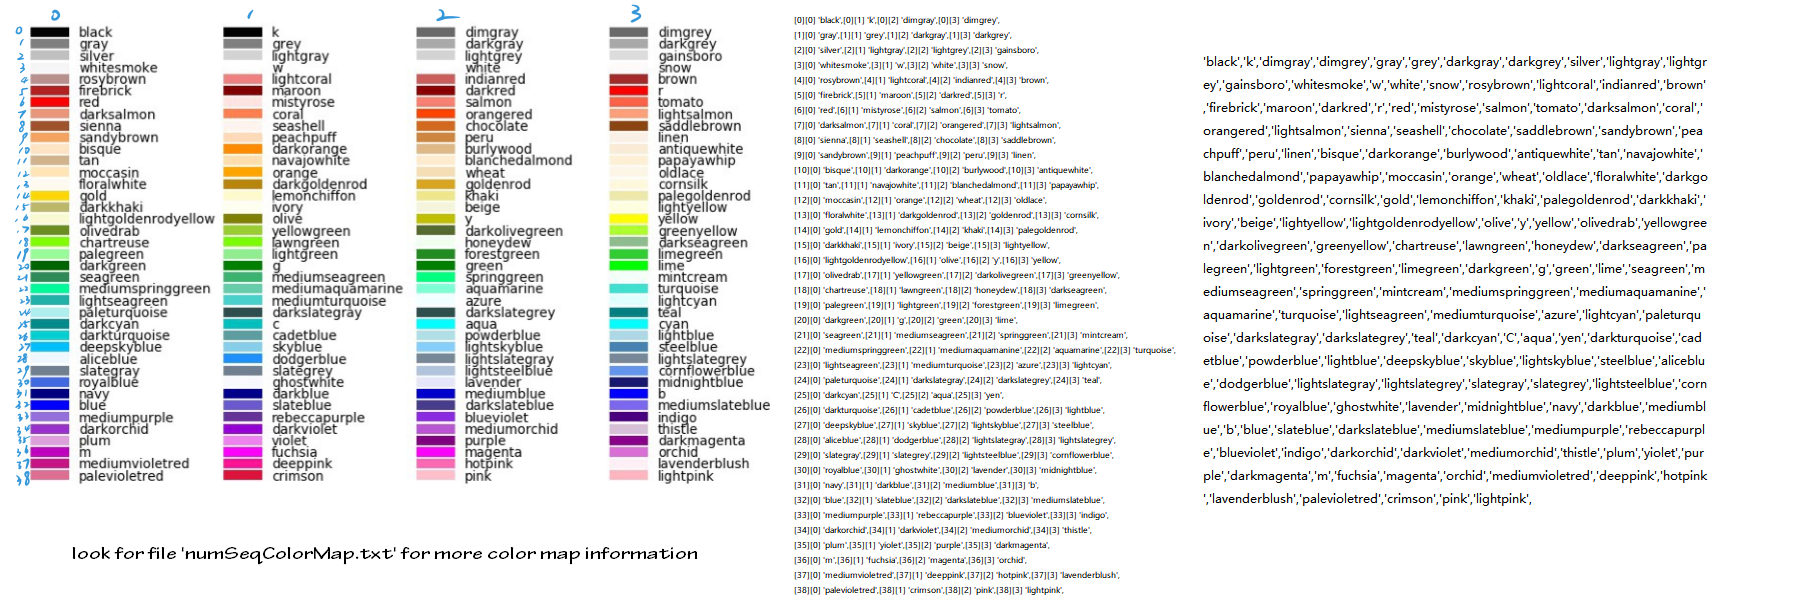 0 1 2 3
0 black k dimgray dimgrey
1 gray grey darkgray darkgrey
2 silver lightgray lightgrey gainsboro
3 whitesmoke w white snow
4 rosybrown lightcoral indianred brown
5 firebrick maroon darkred r
6 red mistyrose salmon tomato
7 darksalmon coral orangered lightsalmon
8 sienna seashell chocolate saddlebrown
9 sandybrown peachpuff peru linen
10 bisque darkorange burlywood antiquewhite
11 tan navajowhite blanchedalmond papayawhip
12 moccasin orange wheat oldlace
13 floralwhite darkgoldenrod goldenrod cornsilk
14 gold lemonchiffon khaki palegoldenrod
15 darkkhaki ivory beige lightyellow
16 lightgoldenrodyellow olive y yellow
17 olivedrab yellowgreen darkolivegreen greenyellow
18 chartreuse lawngreen honeydew darkseagreen
19 palegreen lightgreen forestgreen limegreen
20 darkgreen g green lime
21 seagreen mediumseagreen springgreen mintcream
22 mediumspringgreen mediumaquamarine aquamarine turquoise
23 lightseagreen mediumturquoise azure lightcyan
24 paleturquoise darkslategray darkslategrey teal
25 darkcyan c aqua cyan
26 darkturquoise cadetblue powderblue lightblue
27 deepskyblue skyblue lightskyblue steelblue
28 aliceblue dodgerblue lightslategray lightslategrey
29 slategray slategrey lightsteelblue cornflowerblue
30 royalblue ghostwhite lavender midnightblue
31 navy darkblue mediumblue b
32 blue slateblue darkslateblue mediumslateblue
33 mediumpurple rebeccapurple blueviolet indigo
34 darkorchid darkviolet mediumorchid thistle
35 plum violet purple darkmagenta
36 m fuchsia magenta orchid
37 mediumvioletred deeppink hotpink lavenderblush
38 palevioletred crimson pink lightpink
look for file 'numSeqColorMap.txt' for more color map information
[0][0] 'black',[0][1] 'k',[0][2] 'dimgray',[0][3] 'dimgrey',
[1][0] 'gray',[1][1] 'grey',[1][2] 'darkgray',[1][3] 'darkgrey',
[2][0] 'silver',[2][1] 'lightgray',[2][2] 'lightgrey',[2][3] 'gainsboro',
[3][0] 'whitesmoke',[3][1] 'w',[3][2] 'white',[3][3] 'snow',
[4][0] 'rosybrown',[4][1] 'lightcoral',[4][2] 'indianred',[4][3] 'brown',
[5][0] 'firebrick',[5][1] 'maroon',[5][2] 'darkred',[5][3] 'r',
[6][0] 'red',[6][1] 'mistyrose',[6][2] 'salmon',[6][3] 'tomato',
[7][0] 'darksalmon',[7][1] 'coral',[7][2] 'orangered',[7][3] 'lightsalmon',
[8][0] 'sienna',[8][1] 'seashell',[8][2] 'chocolate',[8][3] 'saddlebrown',
[9][0] 'sandybrown',[9][1] 'peachpuff',[9][2] 'peru',[9][3] 'linen',
[10][0] 'bisque',[10][1] 'darkorange',[10][2] 'burlywood',[10][3] 'antiquewhite',
[11][0] 'tan',[11][1] 'navajowhite',[11][2] 'blanchedalmond',[11][3] 'papayawhip',
[12][0] 'moccasin',[12][1] 'orange',[12][2] 'wheat',[12][3] 'oldlace',
[13][0] 'floralwhite',[13][1] 'darkgoldenrod',[13][2] 'goldenrod',[13][3] 'cornsilk',
[14][0] 'gold',[14][1] 'lemonchiffon',[14][2] 'khaki',[14][3] 'palegoldenrod',
[15][0] 'darkkhaki',[15][1] 'ivory',[15][2] 'beige',[15][3] 'lightyellow',
[16][0] 'lightgoldenrodyellow',[16][1] 'olive',[16][2] 'y',[16][3] 'yellow',
[17][0] 'olivedrab',[17][1] 'yellowgreen',[17][2] 'darkolivegreen',[17][3] 'greenyellow',
[18][0] 'chartreuse',[18][1] 'lawngreen',[18][2] 'honeydew',[18][3] 'darkseagreen',
[19][0] 'palegreen',[19][1] 'lightgreen',[19][2] 'forestgreen',[19][3] 'limegreen',
[20][0] 'darkgreen',[20][1] 'g',[20][2] 'green',[20][3] 'lime',
[21][0] 'seagreen',[21][1] 'mediumseagreen',[21][2] 'springgreen',[21][3] 'mintcream',
[22][0] 'mediumspringgreen',[22][1] 'mediumaquamarine',[22][2] 'aquamarine',[22][3] 'turquoise',
[23][0] 'lightseagreen',[23][1] 'mediumturquoise',[23][2] 'azure',[23][3] 'lightcyan',
[24][0] 'paleturquoise',[24][1] 'darkslategray',[24][2] 'darkslategrey',[24][3] 'teal',
[25][0] 'darkcyan',[25][1] 'C',[25][2] 'aqua',[25][3] 'yen',
[26][0] 'darkturquoise',[26][1] 'cadetblue',[26][2] 'powderblue',[26][3] 'lightblue',
[27][0] 'deepskyblue',[27][1] 'skyblue',[27][2] 'lightskyblue',[27][3] 'steelblue',
[28][0] 'aliceblue',[28][1] 'dodgerblue',[28][2] 'lightslategray',[28][3] 'lightslategrey',
[29][0] 'slategray',[29][1] 'slategrey',[29][2] 'lightsteelblue',[29][3] 'cornflowerblue',
[30][0] 'royalblue',[30][1] 'ghostwhite',[30][2] 'lavender',[30][3] 'midnightblue',
[31][0] 'navy',[31][1] 'darkblue',[31][2] 'mediumblue',[31][3] 'b',
[32][0] 'blue',[32][1] 'slateblue',[32][2] 'darkslateblue',[32][3] 'mediumslateblue',
[33][0] 'mediumpurple',[33][1] 'rebeccapurple',[33][2] 'blueviolet',[33][3] 'indigo',
[34][0] 'darkorchid',[34][1] 'darkviolet',[34][2] 'mediumorchid',[34][3] 'thistle',
[35][0] 'plum',[35][1] 'yiolet',[35][2] 'purple',[35][3] 'darkmagenta',
[36][0] 'm',[36][1] 'fuchsia',[36][2] 'magenta',[36][3] 'orchid',
[37][0] 'mediumvioletred',[37][1] 'deeppink',[37][2] 'hotpink',[37][3] 'lavenderblush',
[38][0] 'palevioletred',[38][1] 'crimson',[38][2] 'pink',[38][3] 'lightpink',
'black','k','dimgray','dimgrey','gray','grey','darkgray','darkgrey','silver','lightgray','lightgr
ey','gainsboro','whitesmoke','w','white','snow','rosybrown','lightcoral','indianred','brown'
,'firebrick','maroon','darkred','r','red','mistyrose','salmon','tomato','darksalmon','coral','
orangered','lightsalmon','sienna','seashell','chocolate','saddlebrown','sandybrown','pea
chpuff','peru','linen','bisque','darkorange','burlywood','antiquewhite','tan','navajowhite','
blanchedalmond','papayawhip','moccasin','orange','wheat','oldlace','floralwhite','darkgo
ldenrod','goldenrod','cornsilk','gold','lemonchiffon','khaki','palegoldenrod','darkkhaki','
ivory','beige','lightyellow','lightgoldenrodyellow','olive','y','yellow','olivedrab','yellowgree
n','darkolivegreen','greenyellow','chartreuse','lawngreen','honeydew','darkseagreen','pa
legreen','lightgreen','forestgreen','limegreen','darkgreen','g','green','lime','seagreen','m
ediumseagreen','springgreen','mintcream','mediumspringgreen','mediumaquamarine','
aquamarine','turquoise','lightseagreen','mediumturquoise','azure','lightcyan','paleturqu
oise','darkslategray','darkslategrey','teal','darkcyan','C','aqua','yen','darkturquoise','cad
etblue','powderblue','lightblue','deepskyblue','skyblue','lightskyblue','steelblue','aliceblu
e','dodgerblue','lightslategray','lightslategrey','slategray','slategrey','lightsteelblue','corn
flowerblue','royalblue','ghostwhite','lavender','midnightblue','navy','darkblue','mediumbl
ue','b','blue','slateblue','darkslateblue','mediumslateblue','mediumpurple','rebeccapurpl
e','blueviolet','indigo','darkorchid','darkviolet','mediumorchid','thistle','plum','yiolet','pur
ple','darkmagenta','m','fuchsia','magenta','orchid','mediumvioletred','deeppink','hotpink
','lavenderblush','palevioletred','crimson','pink','lightpink',